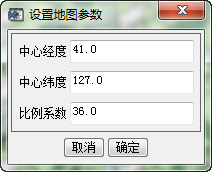 设置地图参数
中心经度 41.0
中心纬度 127.0
比例系数 36.0
取消 确定